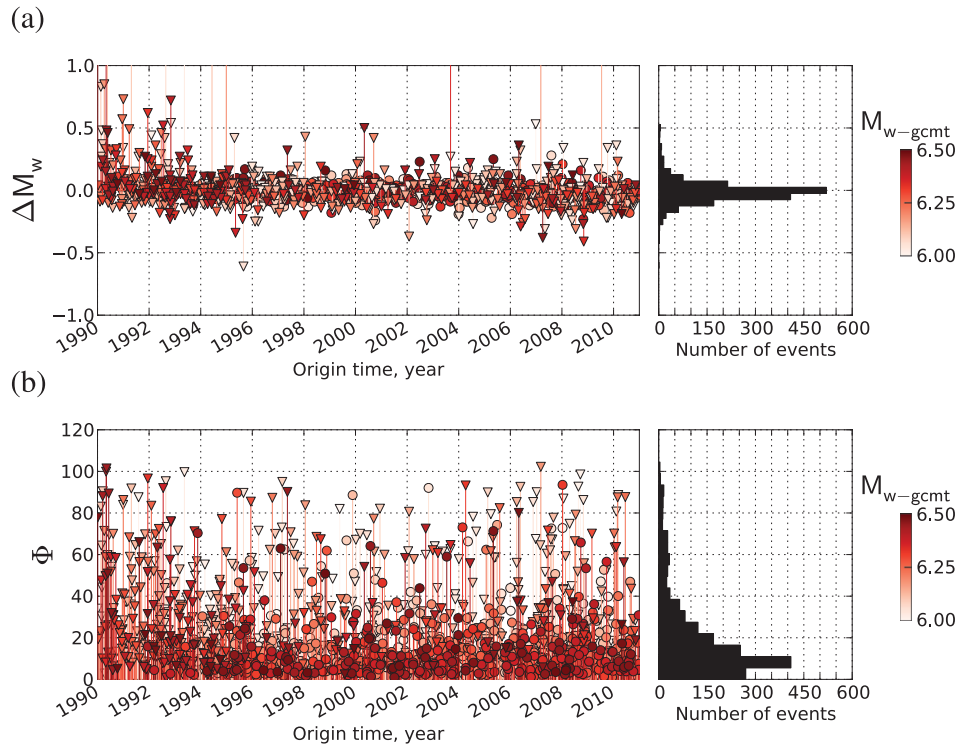 (a)
1.0
0.5
0.0
−0.5
−1.0
ΔM_w
1990 1992 1994 1996 1998 2000 2002 2004 2006 2008 2010
Origin time, year
0 150 300 450 600
Number of events
M_w−gcmt
6.50
6.25
6.00
(b)
120
100
80
60
40
20
0
Φ
1990 1992 1994 1996 1998 2000 2002 2004 2006 2008 2010
Origin time, year
0 150 300 450 600
Number of events
M_w−gcmt
6.50
6.25
6.00